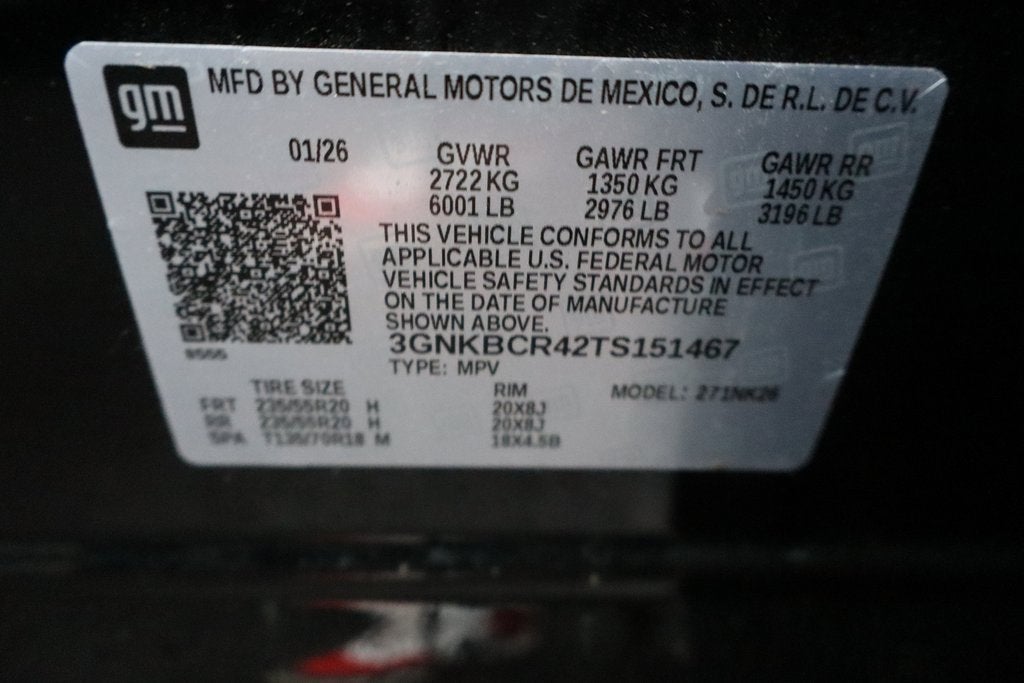 gm
MFD BY GENERAL MOTORS DE MEXICO, S. DE R.L. DE C.V.
01/26 GVWR GAWR FRT GAWR RR
2722 KG 1350 KG 1450 KG
6001 LB 2976 LB 3196 LB
THIS VEHICLE CONFORMS TO ALL
APPLICABLE U.S. FEDERAL MOTOR
VEHICLE SAFETY STANDARDS IN EFFECT
ON THE DATE OF MANUFACTURE
SHOWN ABOVE.
3GNKBCR42TS151467
TYPE: MPV
TIRE SIZE RIM MODEL: 271NK26
FRT 235/55R20 H 20X8J
RR 235/55R20 H 20X8J
SPA T135/70R18 M 18X4.5B